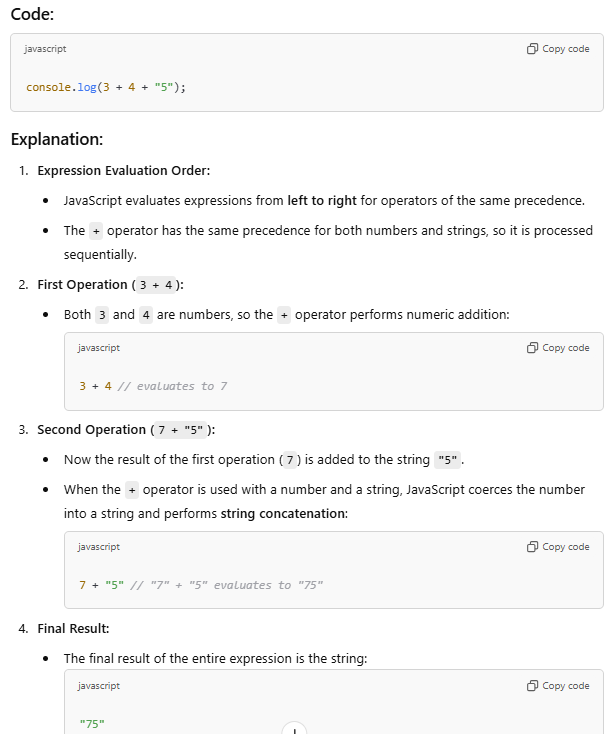 Code:
javascript Copy code
console.log(3 + 4 + "5");
Explanation:
1. Expression Evaluation Order:
• JavaScript evaluates expressions from left to right for operators of the same precedence.
• The + operator has the same precedence for both numbers and strings, so it is processed
sequentially.
2. First Operation ( 3 + 4 ):
• Both 3 and 4 are numbers, so the + operator performs numeric addition:
javascript Copy code
3 + 4 // evaluates to 7
3. Second Operation ( 7 + "5" ):
• Now the result of the first operation ( 7 ) is added to the string "5" .
• When the + operator is used with a number and a string, JavaScript coerces the number
into a string and performs string concatenation:
javascript Copy code
7 + "5" // "7" + "5" evaluates to "75"
4. Final Result:
• The final result of the entire expression is the string:
javascript Copy code
"75"